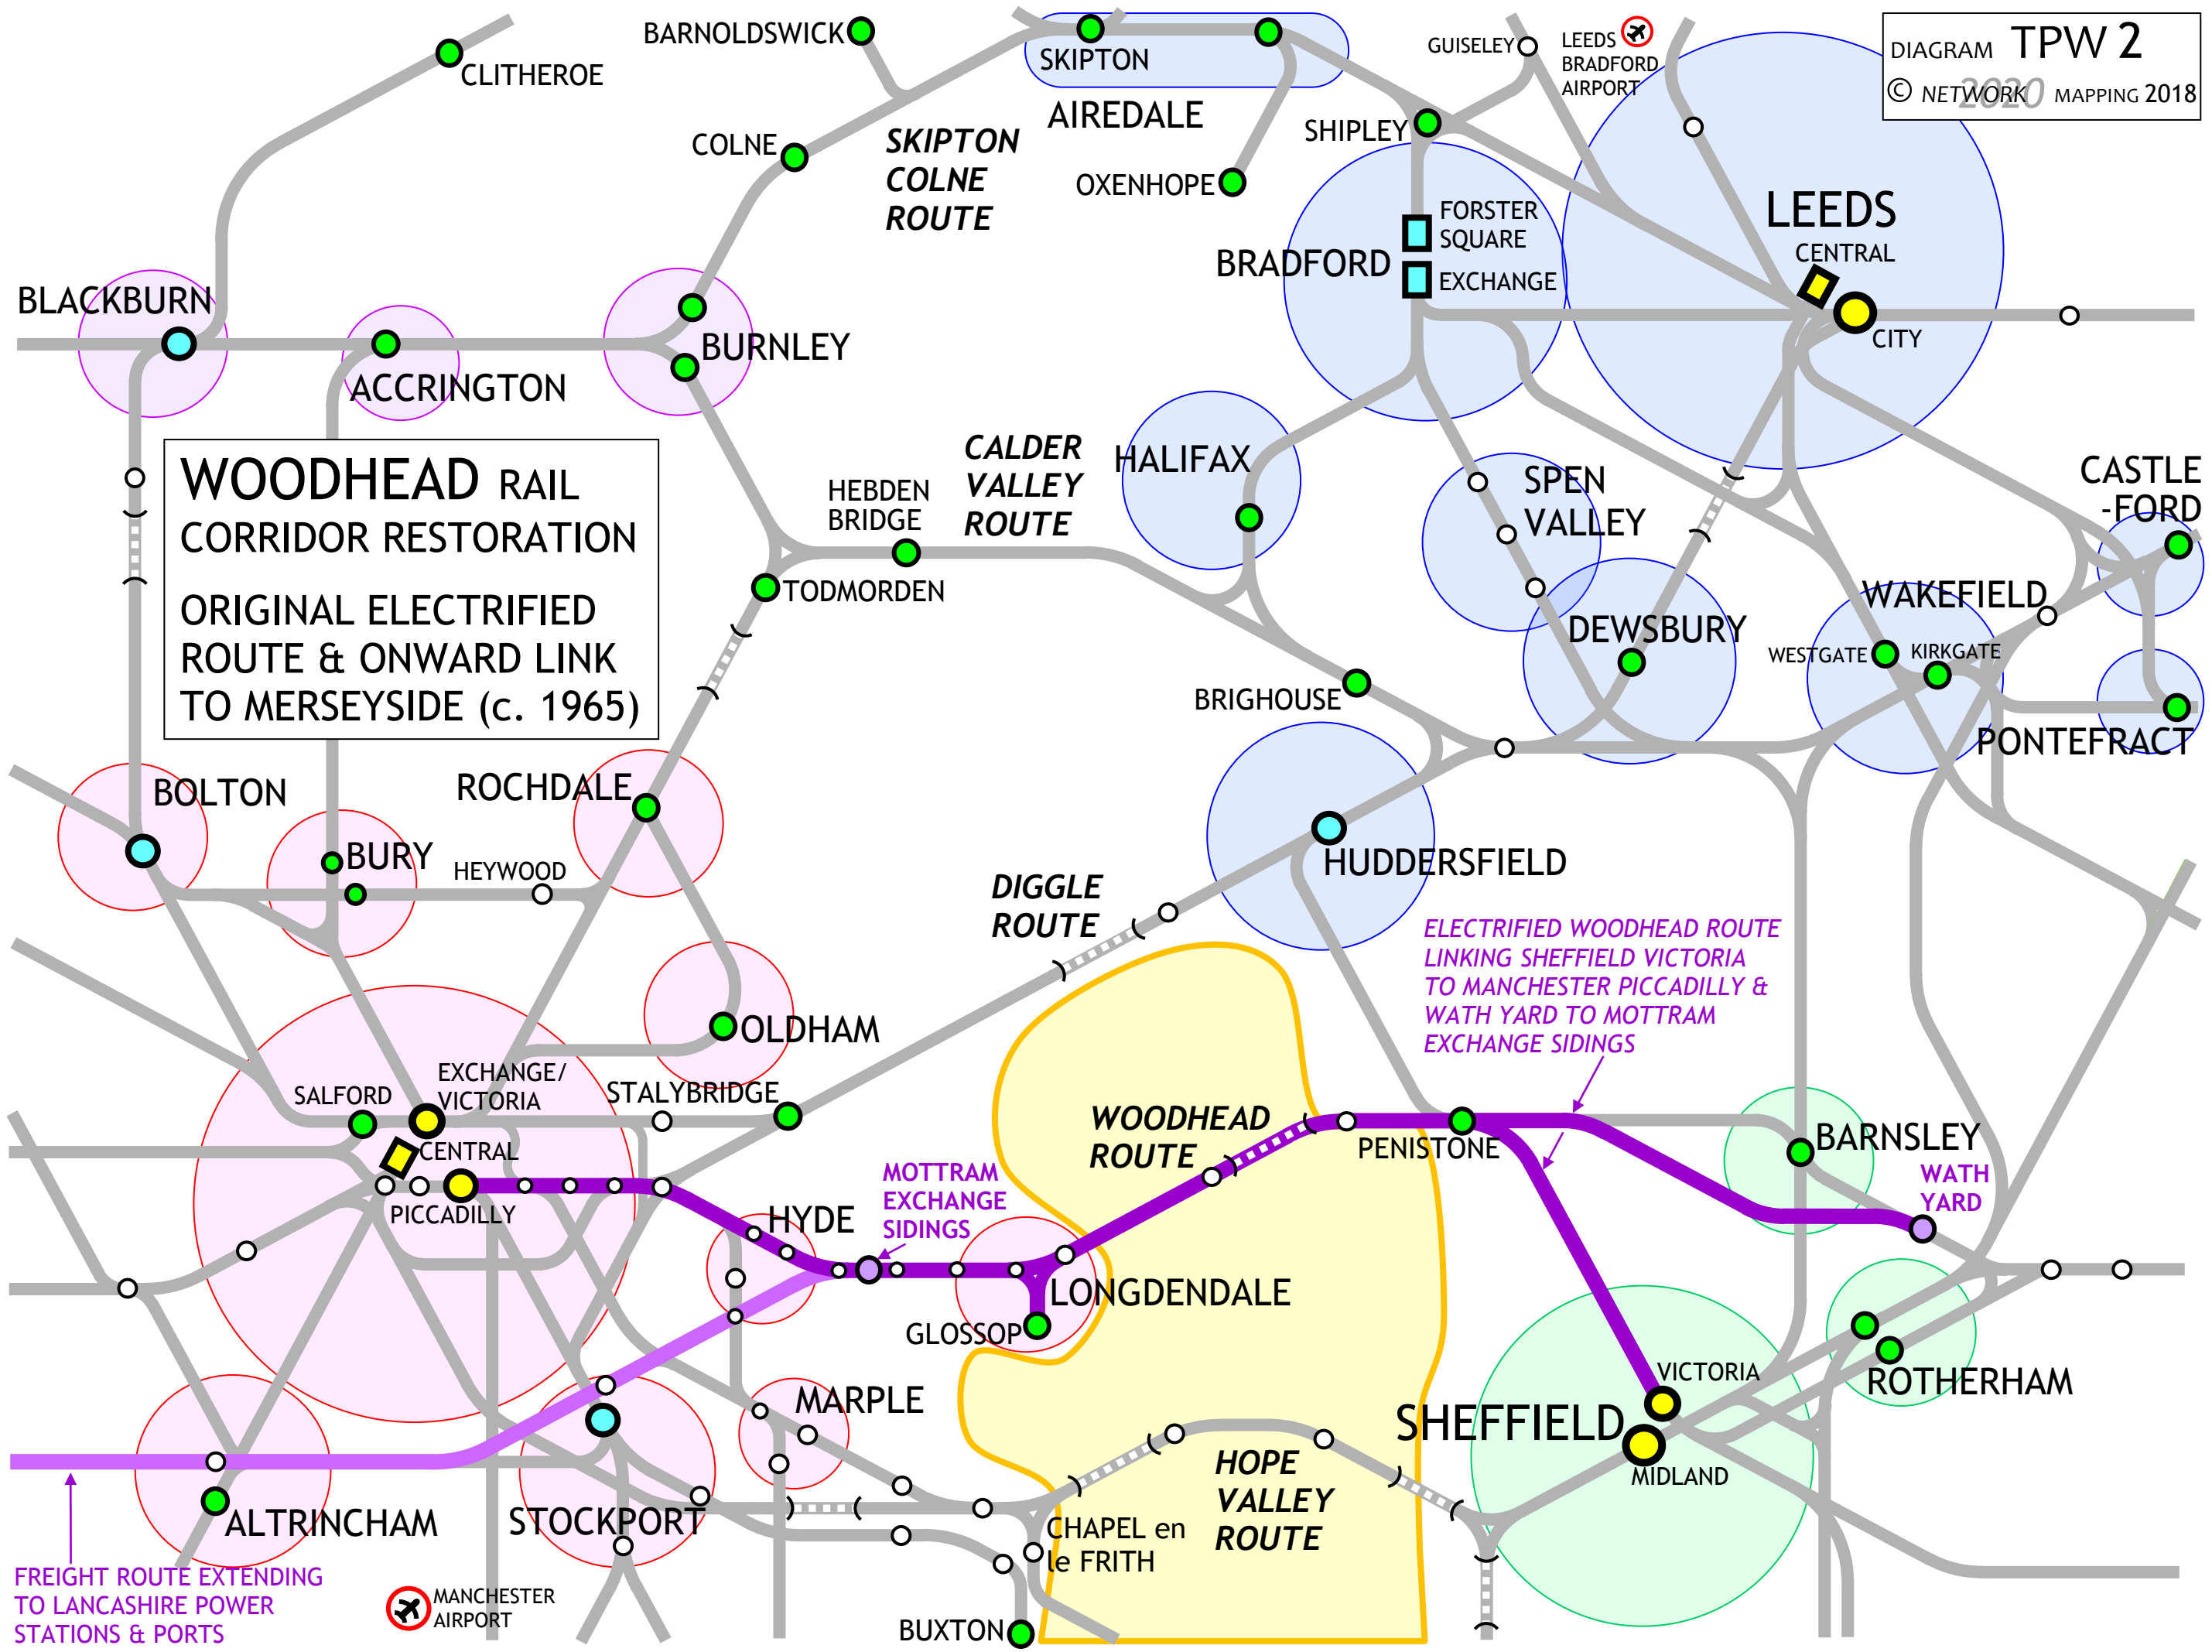 CLITHEROE
BARNOLDSWICK
SKIPTON
GUISELEY
LEEDS
BRADFORD
AIRPORT
DIAGRAM TPW 2
© NETWORK 2020 MAPPING 2018
COLNE
SKIPTON
COLNE
ROUTE
AIREDALE
OXENHOPE
SHIPLEY
FORSTER
SQUARE
BRADFORD
EXCHANGE
LEEDS
CENTRAL
CITY
BLACKBURN
ACCRINGTON
BURNLEY
WOODHEAD RAIL
CORRIDOR RESTORATION
ORIGINAL ELECTRIFIED
ROUTE & ONWARD LINK
TO MERSEYSIDE (c. 1965)
CALDER
VALLEY
ROUTE
HEBDEN
BRIDGE
TODMORDEN
HALIFAX
SPEN
VALLEY
CASTLE
-FORD
DEWSBURY
WAKEFIELD
WESTGATE
KIRKGATE
BRIGHOUSE
PONTEFRACT
BOLTON
ROCHDALE
BURY
HEYWOOD
HUDDERSFIELD
DIGGLE
ROUTE
ELECTRIFIED WOODHEAD ROUTE
LINKING SHEFFIELD VICTORIA
TO MANCHESTER PICCADILLY &
WATH YARD TO MOTTRAM
EXCHANGE SIDINGS
OLDHAM
EXCHANGE/
VICTORIA
SALFORD
STALYBRIDGE
CENTRAL
PICCADILLY
WOODHEAD
ROUTE
PENISTONE
BARNSLEY
WATH
YARD
MOTTRAM
EXCHANGE
SIDINGS
HYDE
LONGDENDALE
GLOSSOP
MARPLE
VICTORIA
SHEFFIELD
MIDLAND
ROTHERHAM
HOPE
VALLEY
ROUTE
ALTRINCHAM
STOCKPORT
CHAPEL en
le FRITH
FREIGHT ROUTE EXTENDING
TO LANCASHIRE POWER
STATIONS & PORTS
MANCHESTER
AIRPORT
BUXTON